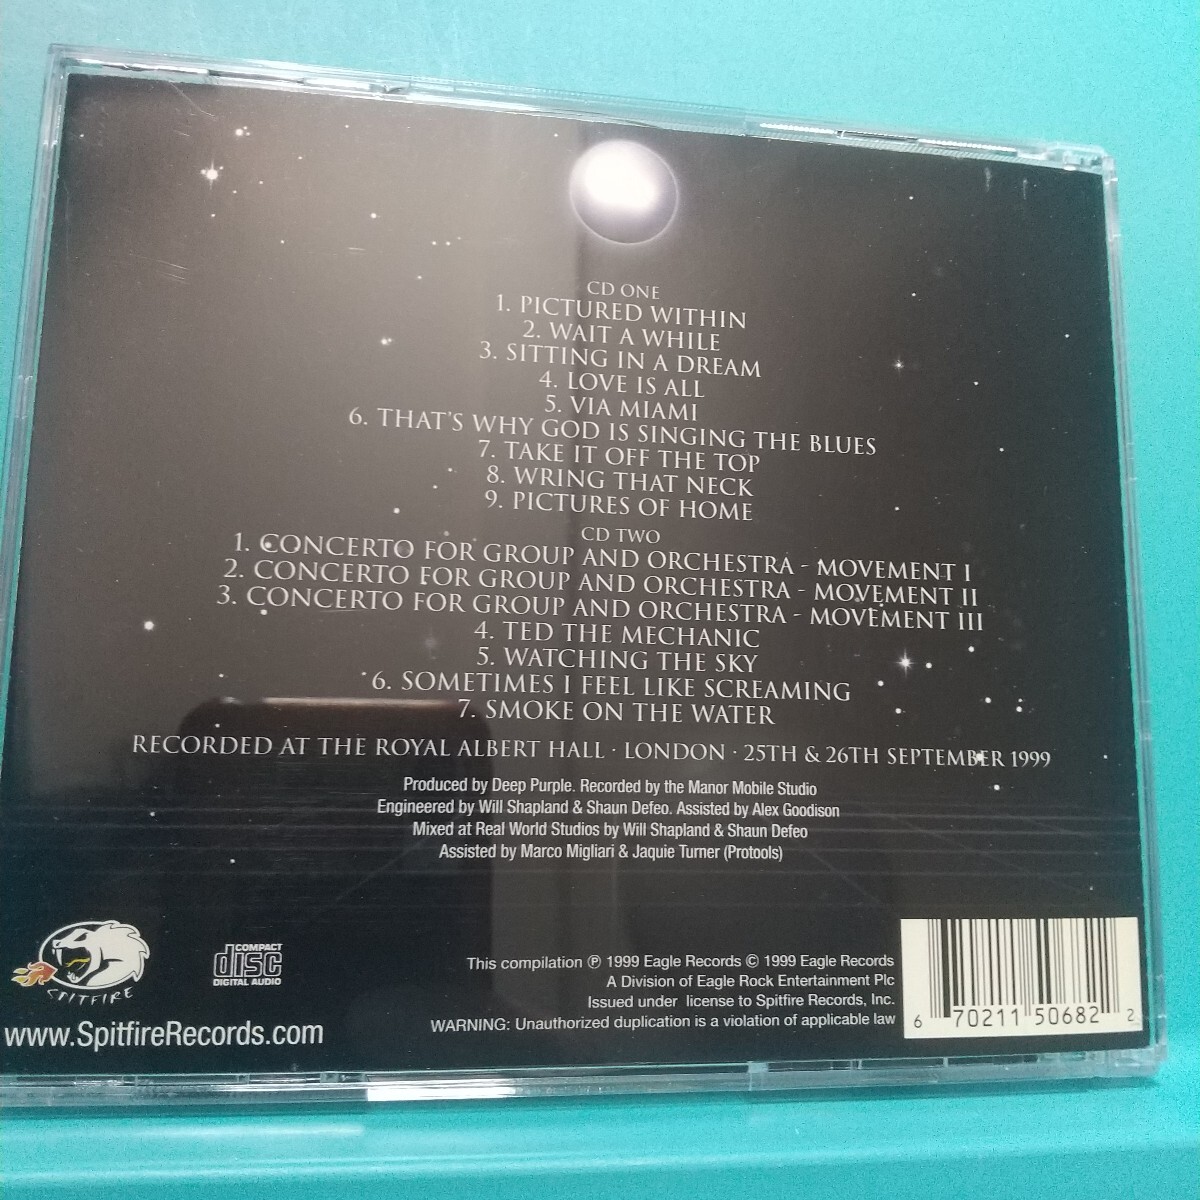 CD ONE
1. PICTURED WITHIN
2. WAIT A WHILE
3. SITTING IN A DREAM
4. LOVE IS ALL
5. VIA MIAMI
6. THAT'S WHY GOD IS SINGING THE BLUES
7. TAKE IT OFF THE TOP
8. WRING THAT NECK
9. PICTURES OF HOME
CD TWO
1. CONCERTO FOR GROUP AND ORCHESTRA - MOVEMENT I
2. CONCERTO FOR GROUP AND ORCHESTRA - MOVEMENT II
3. CONCERTO FOR GROUP AND ORCHESTRA - MOVEMENT III
4. TED THE MECHANIC
5. WATCHING THE SKY
6. SOMETIMES I FEEL LIKE SCREAMING
7. SMOKE ON THE WATER
RECORDED AT THE ROYAL ALBERT HALL · LONDON · 25TH & 26TH SEPTEMBER 1999
Produced by Deep Purple. Recorded by the Manor Mobile Studio
Engineered by Will Shapland & Shaun Defeo. Assisted by Alex Goodison
Mixed at Real World Studios by Will Shapland & Shaun Defeo
Assisted by Marco Migliari & Jaquie Turner (Protools)
SPITFIRE
COMPACT
disc
DIGITAL AUDIO
www.SpitfireRecords.com
This compilation ℗ 1999 Eagle Records © 1999 Eagle Records
A Division of Eagle Rock Entertainment Plc
Issued under license to Spitfire Records, Inc.
WARNING: Unauthorized duplication is a violation of applicable law
6 70211 50682 2